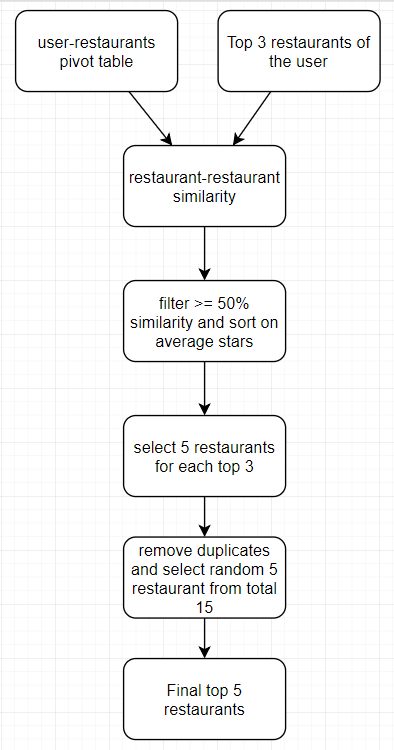 user-restaurants
pivot table
Top 3 restaurants of
the user
restaurant-restaurant
similarity
filter >= 50%
similarity and sort on
average stars
select 5 restaurants
for each top 3
remove duplicates
and select random 5
restaurant from total
15
Final top 5
restaurants